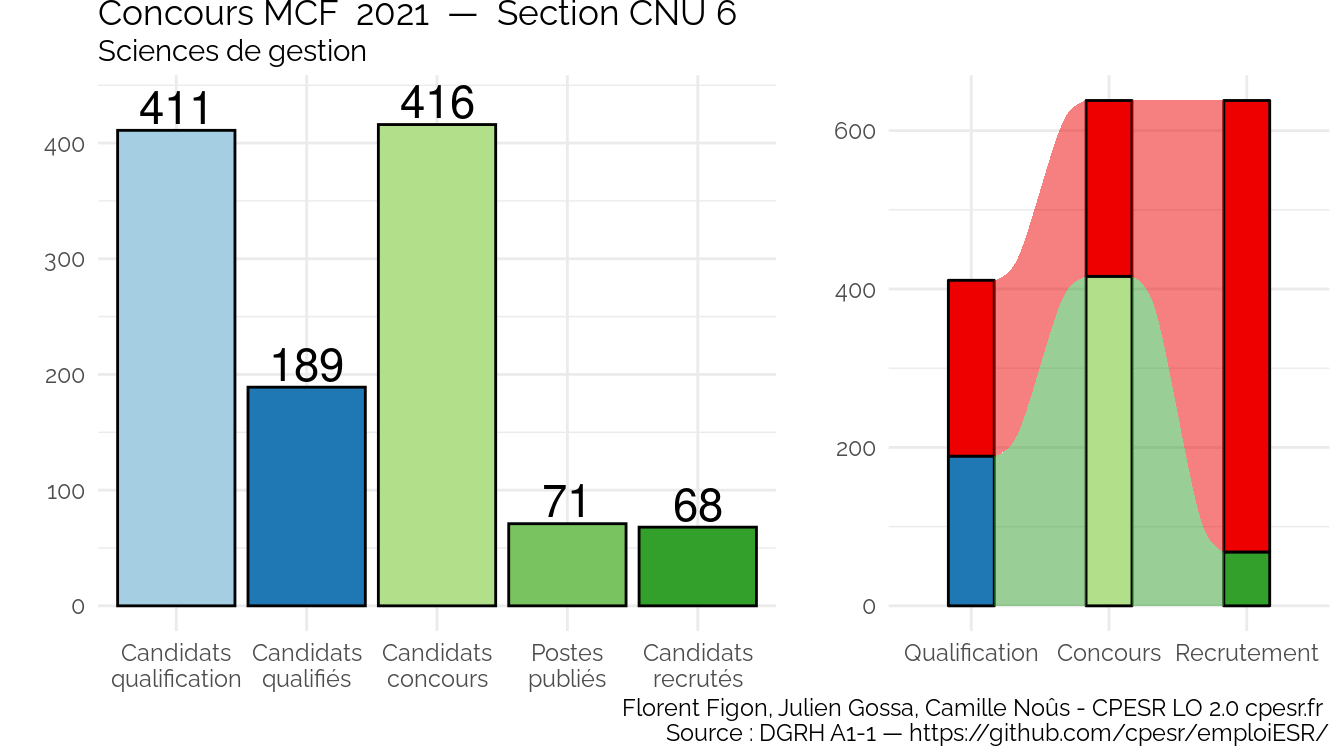 Concours MCF 2021 — Section CNU 6
Sciences de gestion
411
189
416
71
68
400
300
200
100
0
Candidats qualification
Candidats qualifiés
Candidats concours
Postes publiés
Candidats recrutés
600
400
200
0
Qualification
Concours
Recrutement
Florent Figon, Julien Gossa, Camille Noûs - CPESR LO 2.0 cpesr.fr
Source : DGRH A1-1 — https://github.com/cpesr/emploiESR/